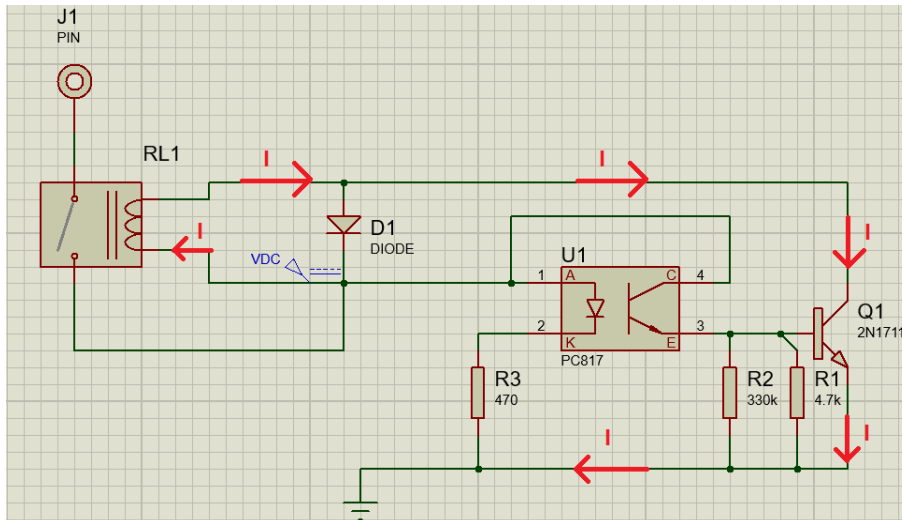 J1
PIN
RL1
I
I
I
I
D1
DIODE
VDC
U1
1
A
C
4
2
K
E
3
PC817
Q1
2N1711
R3
470
R2
330k
R1
4.7k
I
I